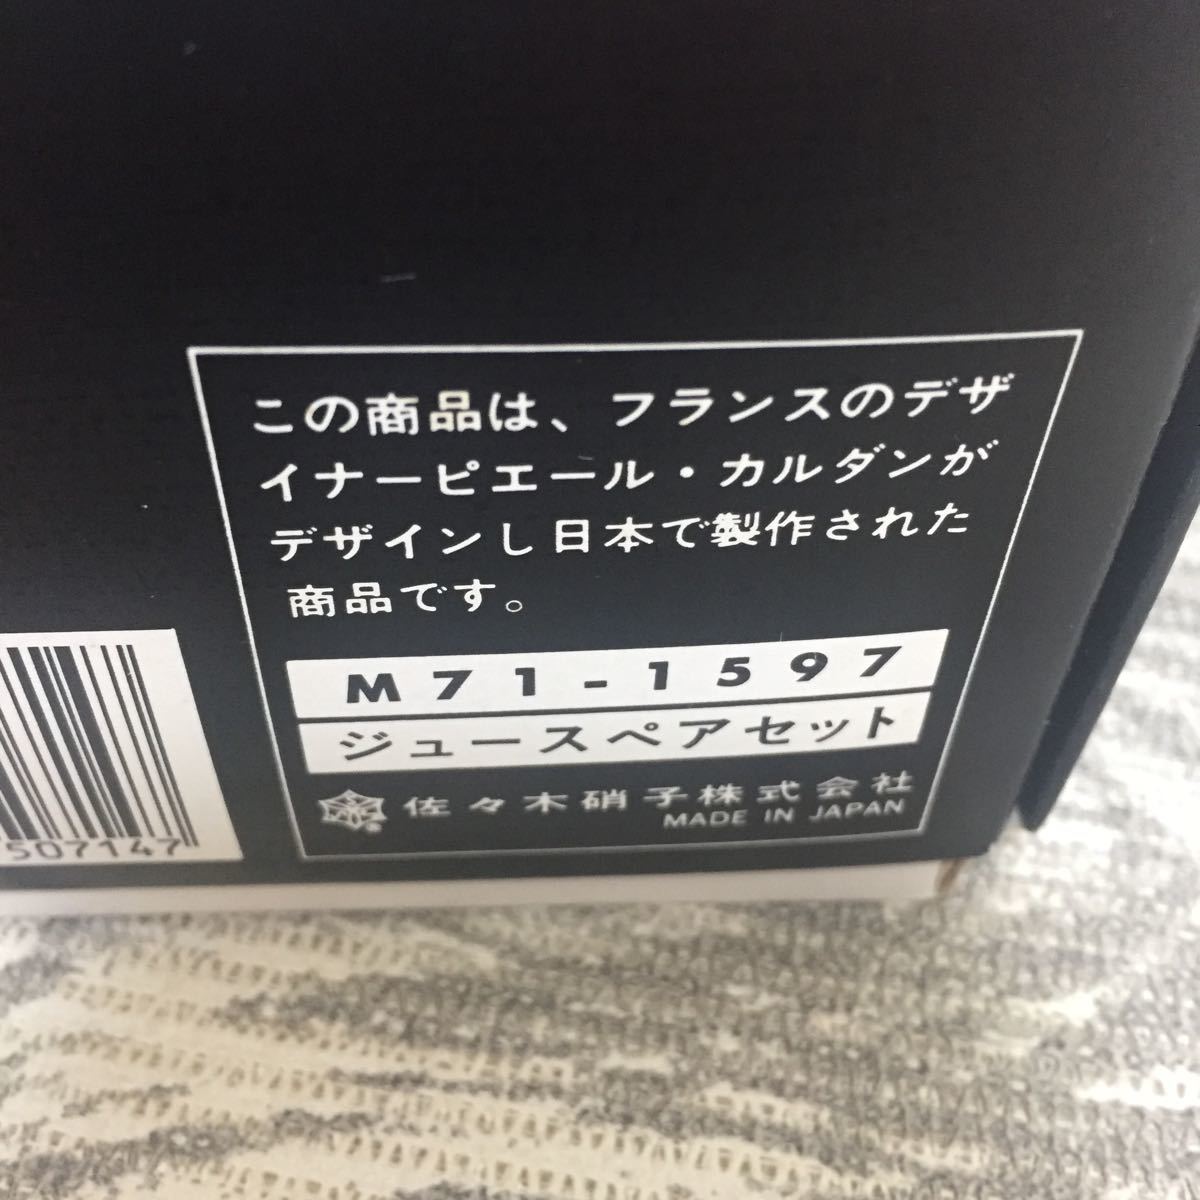 この商品は、フランスのデザ
イナーピエール・カルダンが
デザインし日本で製作された
商品です。
M71-1597
ジュースペアセット
佐々木硝子株式会社
MADE IN JAPAN
507147